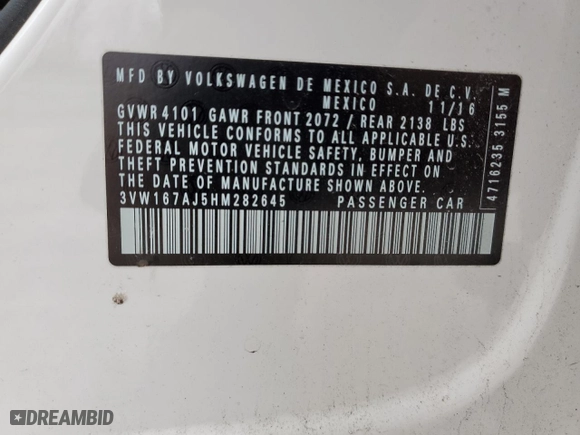 MFD BY VOLKSWAGEN DE MEXICO S.A. DE C.V.
MEXICO 11/16
GVWR 4101 GAWR FRONT 2072 / REAR 2138 LBS
THIS VEHICLE CONFORMS TO ALL APPLICABLE U.S.
FEDERAL MOTOR VEHICLE SAFETY, BUMPER AND
THEFT PREVENTION STANDARDS IN EFFECT ON
THE DATE OF MANUFACTURE SHOWN ABOVE.
3VW167AJ5HM282645 PASSENGER CAR
4716235 3155 M
DREAMBID